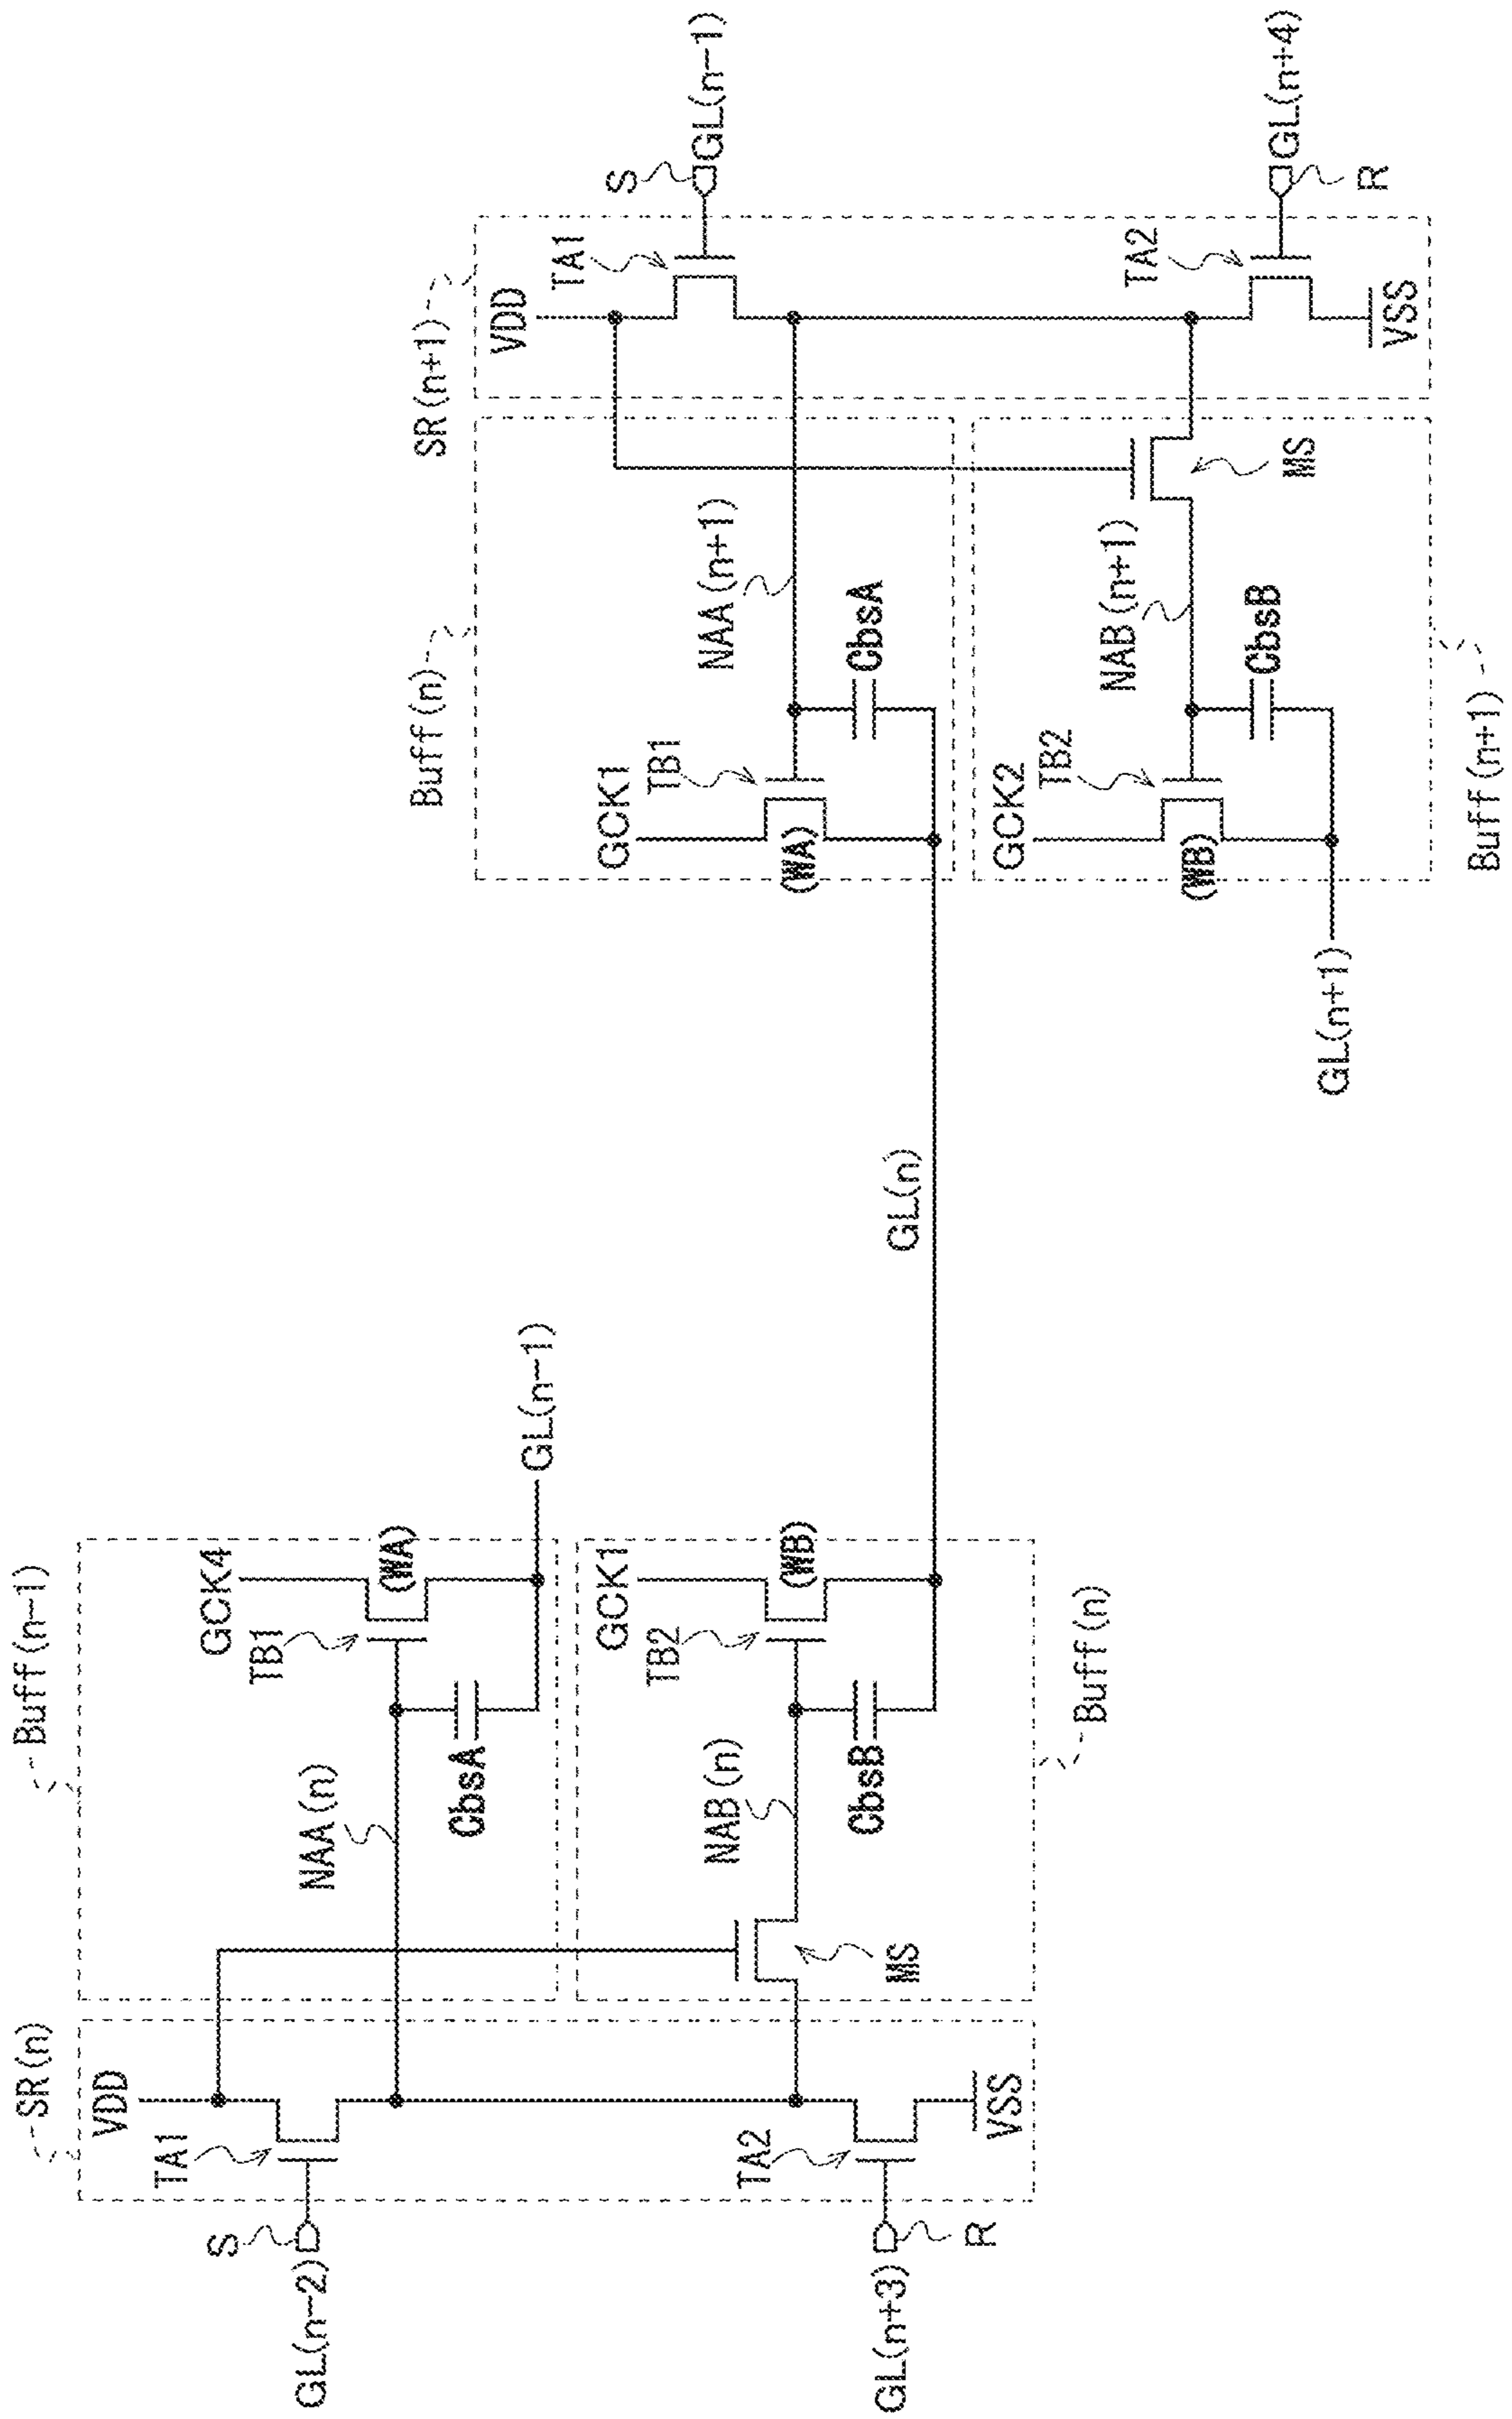 SR(n)
VDD
TA1
S
GL(n-2)
TA2
R
GL(n+3)
VSS
Buff(n-1)
GCK4
TB1
(WA)
NAA(n)
CbsA
GL(n-1)
GCK1
TB2
(WB)
NAB(n)
CbsB
MS
Buff(n)
GL(n)
Buff(n)
GCK1
TB1
(WA)
NAA(n+1)
CbsA
GCK2
TB2
(WB)
NAB(n+1)
CbsB
MS
Buff(n+1)
GL(n+1)
SR(n+1)
VDD
TA1
S
GL(n-1)
TA2
R
GL(n+4)
VSS